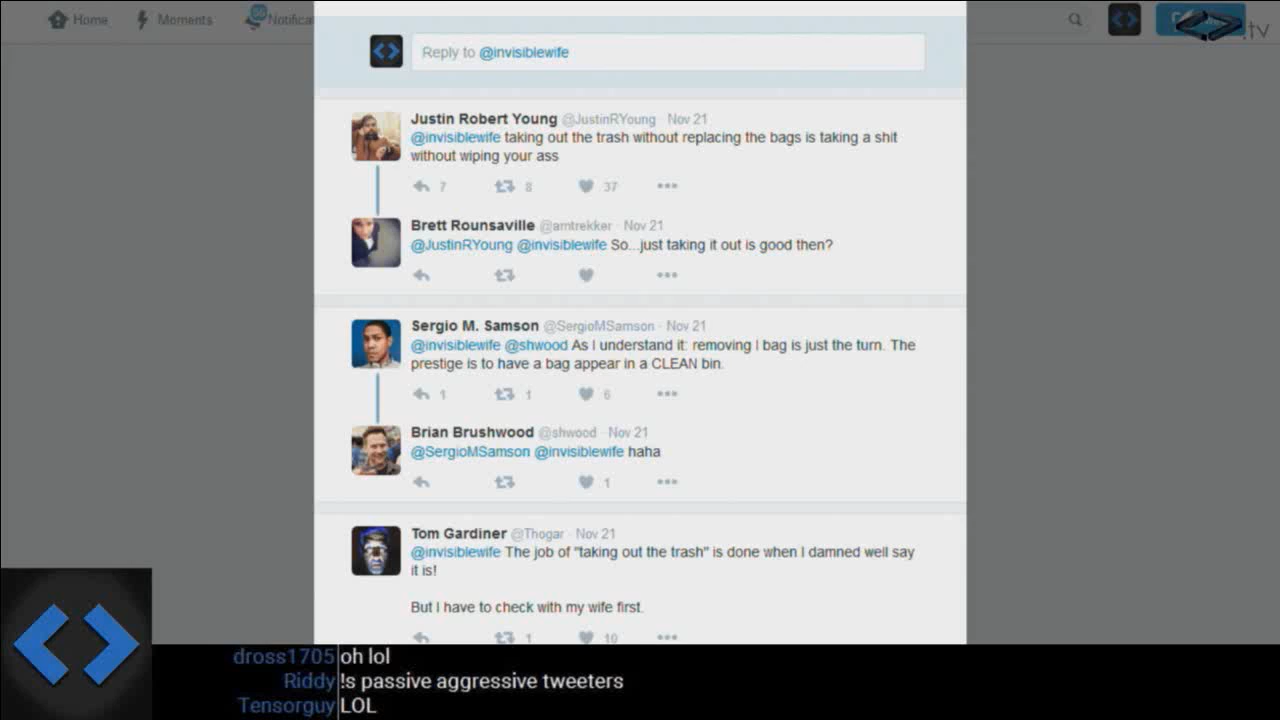 Home
Moments
.tv
Reply to @invisiblewife
Justin Robert Young @JustinRYoung · Nov 21
@invisiblewife taking out the trash without replacing the bags is taking a shit
without wiping your ass
7 8 37
Brett Rounsaville @amtrekker · Nov 21
@JustinRYoung @invisiblewife So...just taking it out is good then?
Sergio M. Samson @SergioMSamson · Nov 21
@invisiblewife @shwood As I understand it: removing I bag is just the turn. The
prestige is to have a bag appear in a CLEAN bin.
1 1 6
Brian Brushwood @shwood · Nov 21
@SergioMSamson @invisiblewife haha
1
Tom Gardiner @Thogar · Nov 21
@invisiblewife The job of "taking out the trash" is done when I damned well say
it is!
But I have to check with my wife first.
1 10
dross1705 oh lol
Riddy !s passive aggressive tweeters
Tensorguy LOL